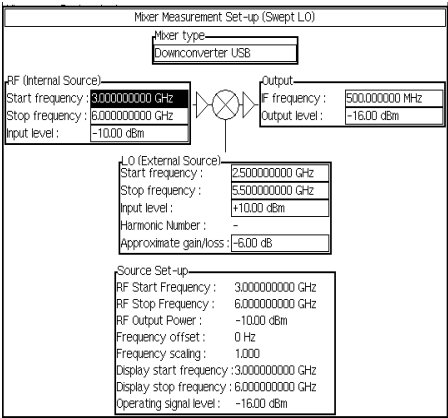 Mixer Measurement Set-up (Swept LO)
Mixer type
Downconverter USB
RF (Internal Source)
Start frequency : 3.000000000 GHz
Stop frequency : 6.000000000 GHz
Input level : -10.00 dBm
Output
IF frequency : 500.000000 MHz
Output level : -16.00 dBm
LO (External Source)
Start frequency : 2.500000000 GHz
Stop frequency : 5.500000000 GHz
Input level : +10.00 dBm
Harmonic Number : -
Approximate gain/loss : -6.00 dB
Source Set-up
RF Start Frequency : 3.000000000 GHz
RF Stop Frequency : 6.000000000 GHz
RF Output Power : -10.00 dBm
Frequency offset : 0 Hz
Frequency scaling : 1.000
Display start frequency : 3.000000000 GHz
Display stop frequency : 6.000000000 GHz
Operating signal level : -16.00 dBm